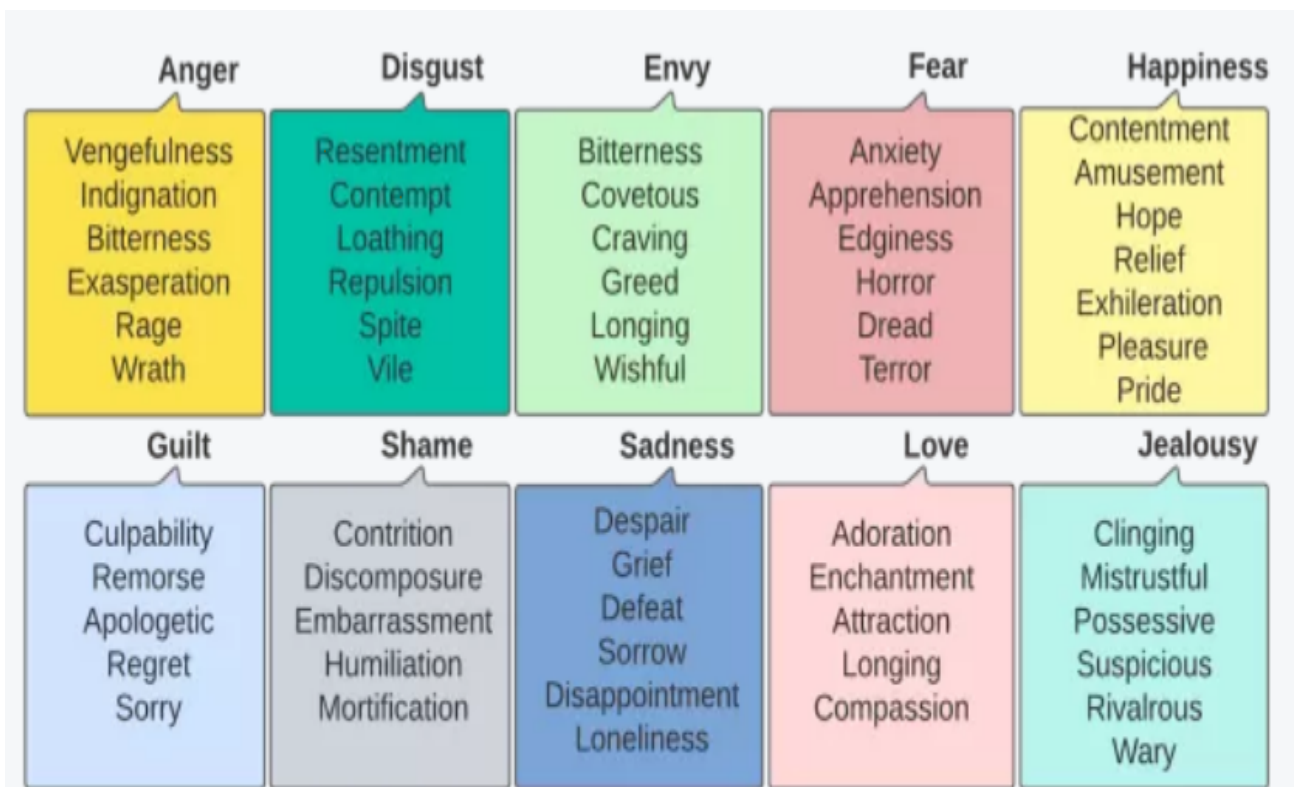 Anger
Vengefulness
Indignation
Bitterness
Exasperation
Rage
Wrath
Disgust
Resentment
Contempt
Loathing
Repulsion
Spite
Vile
Envy
Bitterness
Covetous
Craving
Greed
Longing
Wishful
Fear
Anxiety
Apprehension
Edginess
Horror
Dread
Terror
Happiness
Contentment
Amusement
Hope
Relief
Exhileration
Pleasure
Pride
Guilt
Culpability
Remorse
Apologetic
Regret
Sorry
Shame
Contrition
Discomposure
Embarrassment
Humiliation
Mortification
Sadness
Despair
Grief
Defeat
Sorrow
Disappointment
Loneliness
Love
Adoration
Enchantment
Attraction
Longing
Compassion
Jealousy
Clinging
Mistrustful
Possessive
Suspicious
Rivalrous
Wary